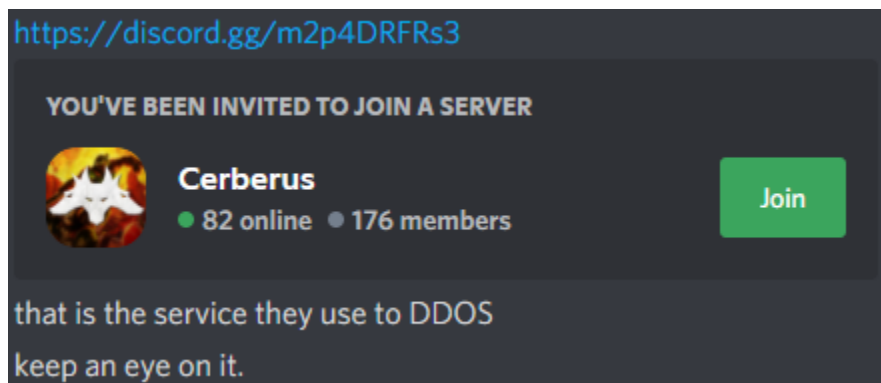 https://discord.gg/m2p4DRFRs3
YOU'VE BEEN INVITED TO JOIN A SERVER
Cerberus
82 online 176 members
Join
that is the service they use to DDOS
keep an eye on it.